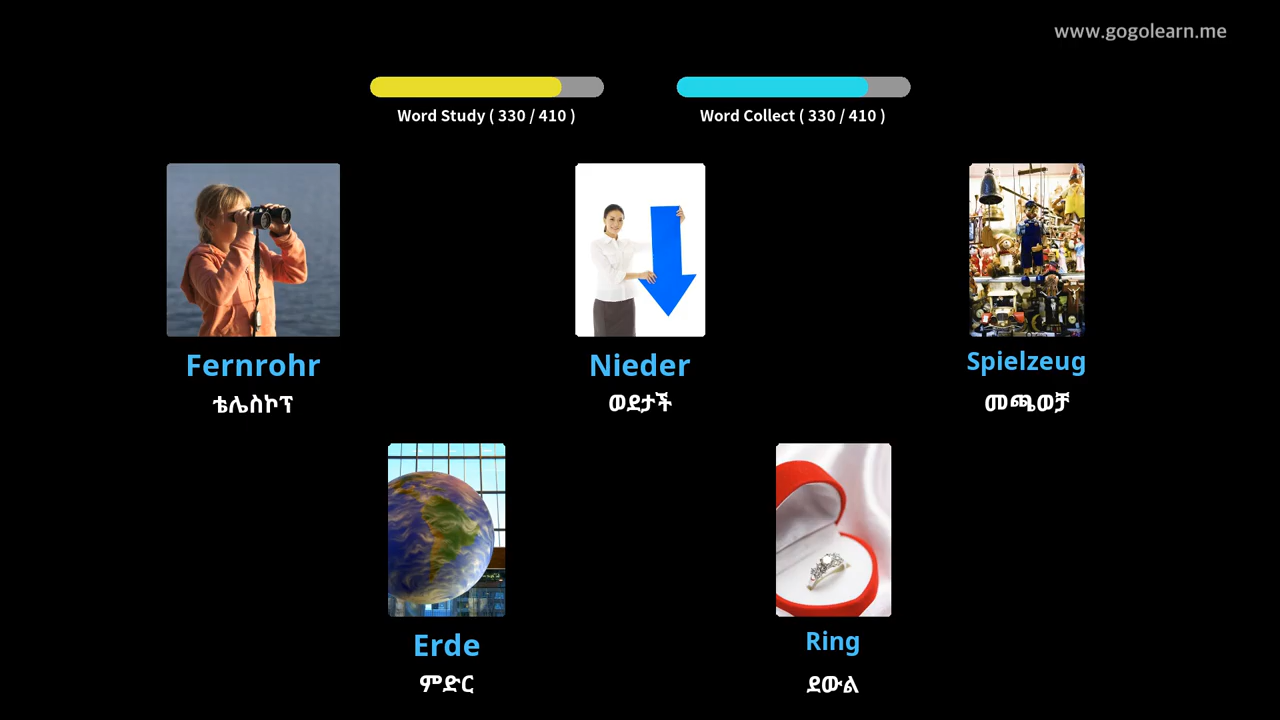 www.gogolearn.me
Word Study ( 330 / 410 )
Word Collect ( 330 / 410 )
Fernrohr
ቴሌስኮፕ
Nieder
ወደታች
Spielzeug
መጫወቻ
Erde
ምድር
Ring
ደውል